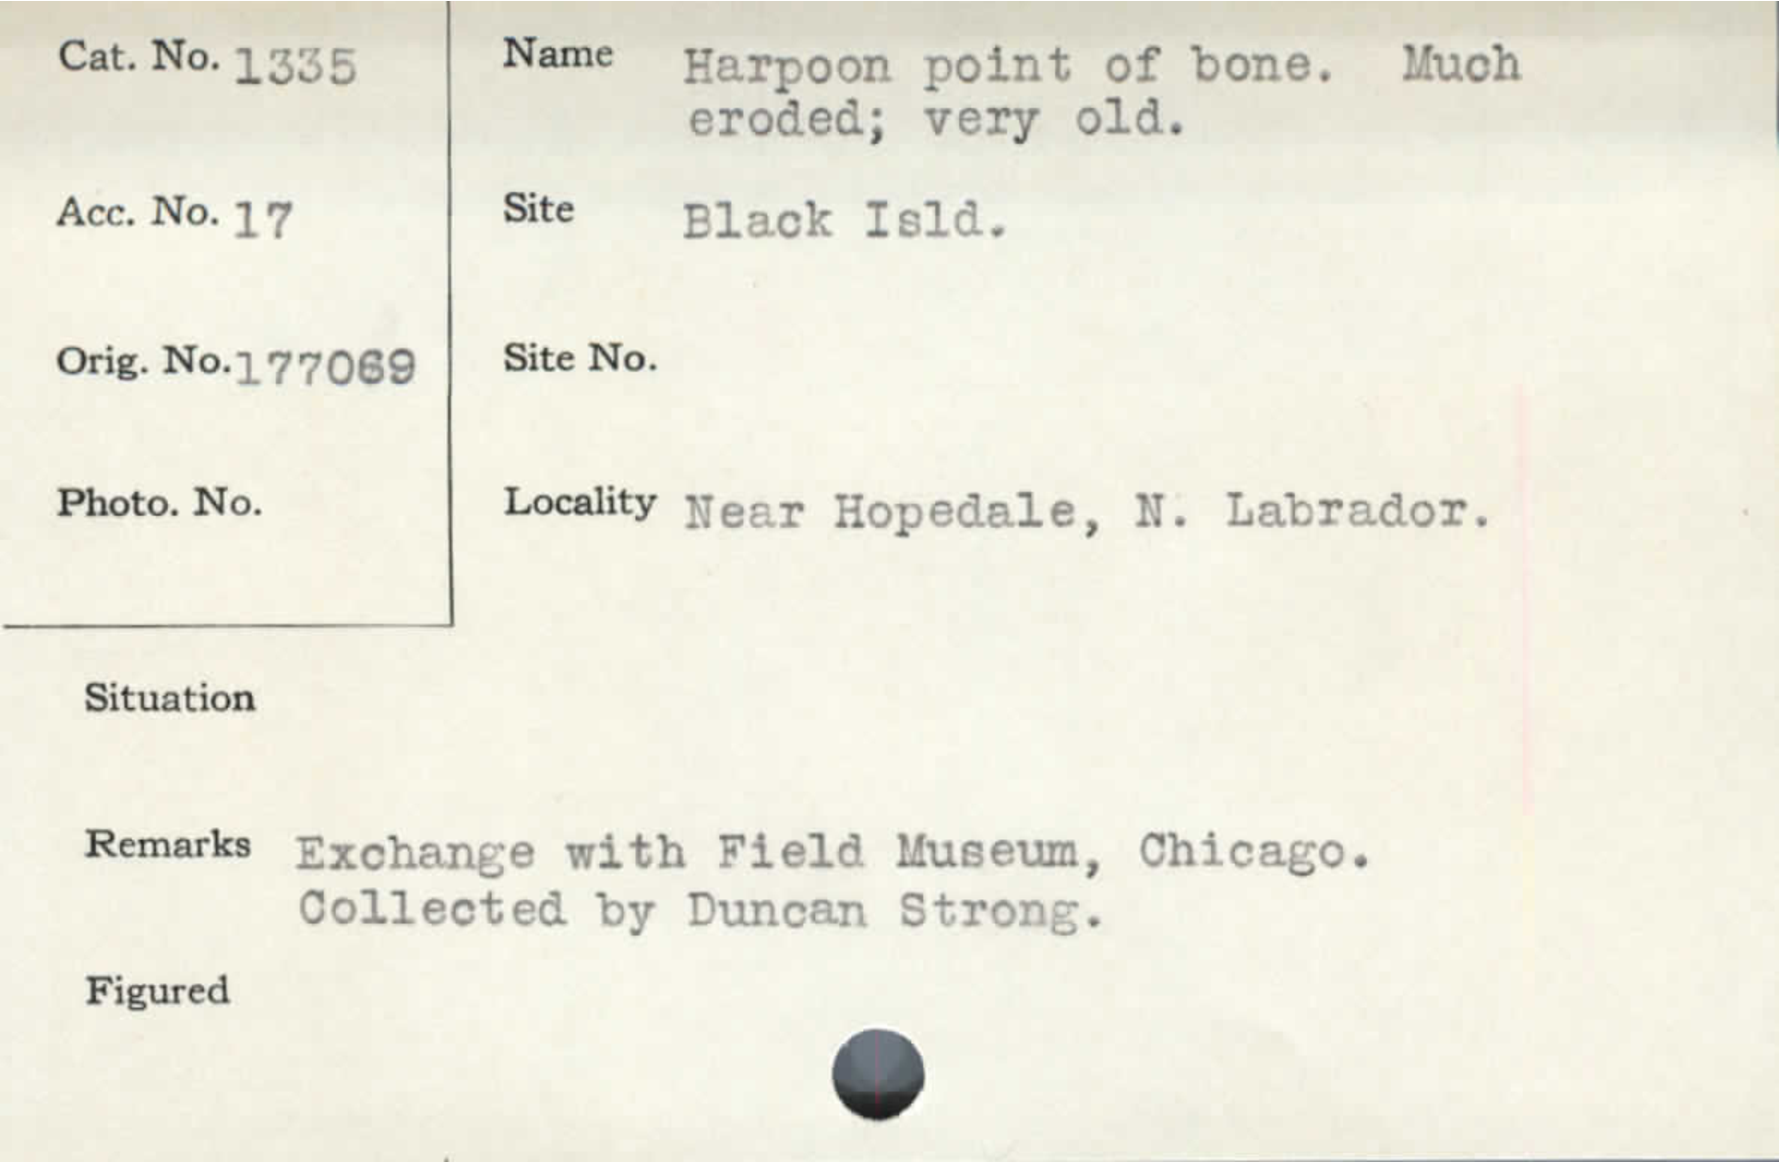 Cat. No. 1335
Name Harpoon point of bone. Much
eroded; very old.
Acc. No. 17
Site Black Isld.
Orig. No. 177069
Site No.
Photo. No.
Locality Near Hopedale, N. Labrador.
Situation
Remarks Exchange with Field Museum, Chicago.
Collected by Duncan Strong.
Figured